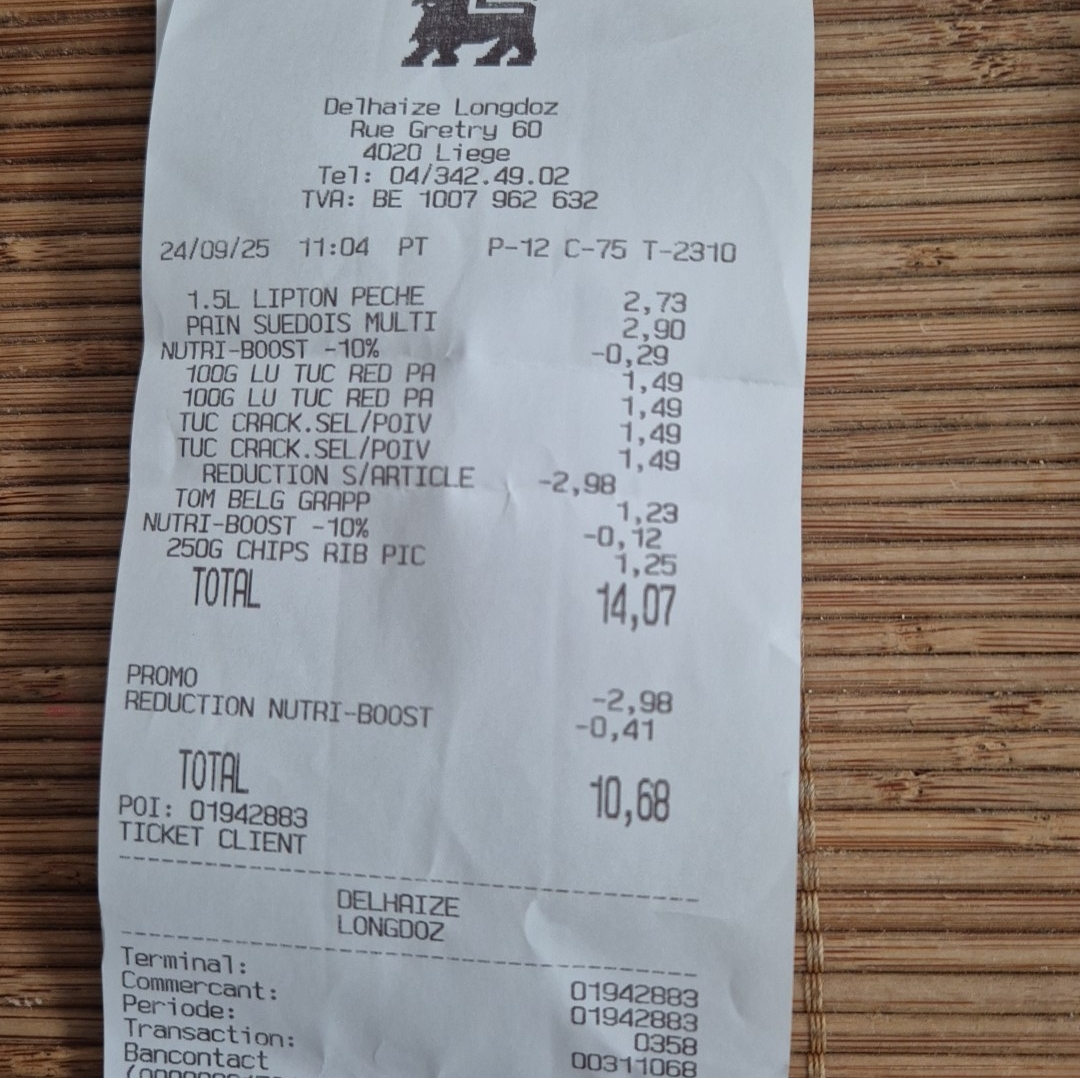 Delhaize Longdoz
Rue Gretry 60
4020 Liege
Tel: 04/342.49.02
TVA: BE 1007 962 632
24/09/25 11:04 PT P-12 C-75 T-2310
1.5L LIPTON PECHE 2,73
PAIN SUEDOIS MULTI 2,90
NUTRI-BOOST -10% -0,29
100G LU TUC RED PA 1,49
100G LU TUC RED PA 1,49
TUC CRACK.SEL/POIV 1,49
TUC CRACK.SEL/POIV 1,49
REDUCTION S/ARTICLE -2,98
TOM BELG GRAPP 1,23
NUTRI-BOOST -10% -0,12
250G CHIPS RIB PIC 1,25
TOTAL 14,07
PROMO -2,98
REDUCTION NUTRI-BOOST -0,41
TOTAL 10,68
POI: 01942883
TICKET CLIENT
DELHAIZE
LONGDOZ
Terminal: 01942883
Commercant: 01942883
Periode: 0358
Transaction: 00311068
Bancontact